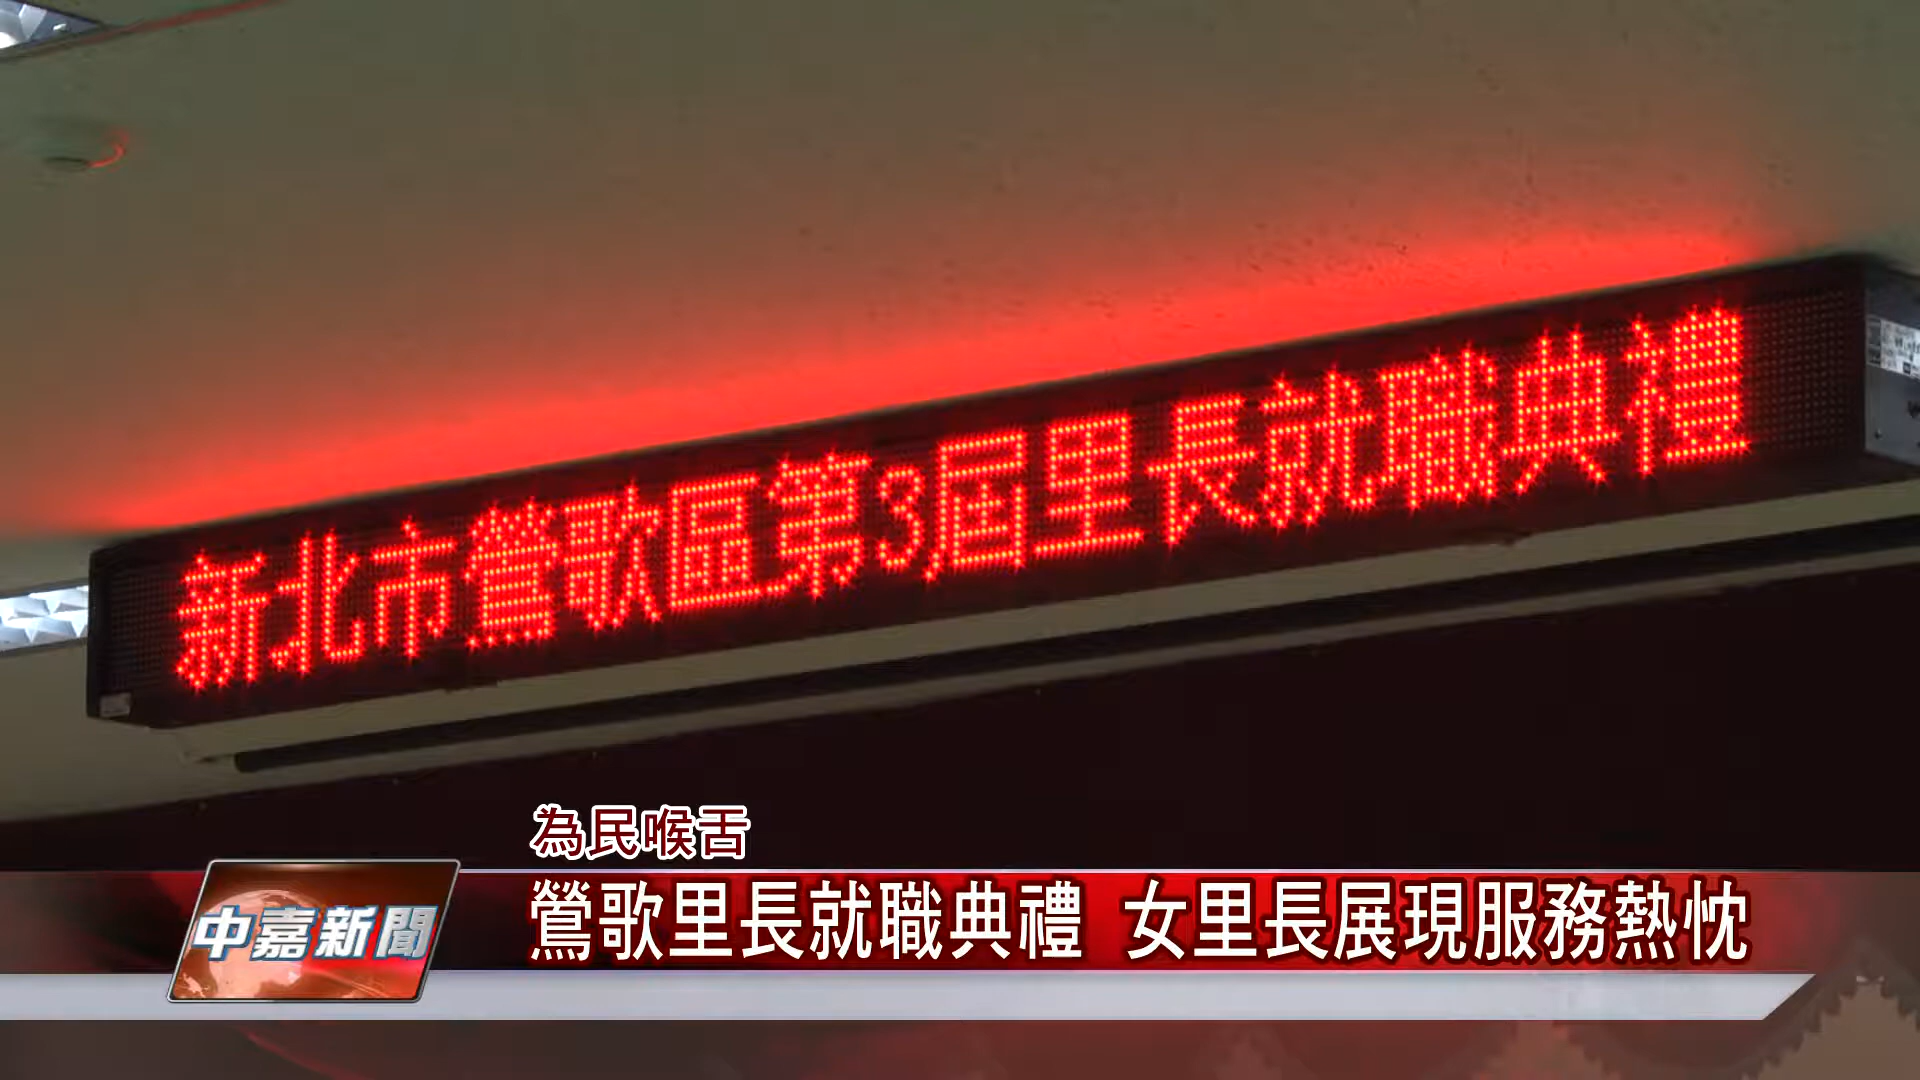 新北市鶯歌區第3屆里長就職典禮
為民喉舌
鶯歌里長就職典禮 女里長展現服務熱忱
中嘉新聞